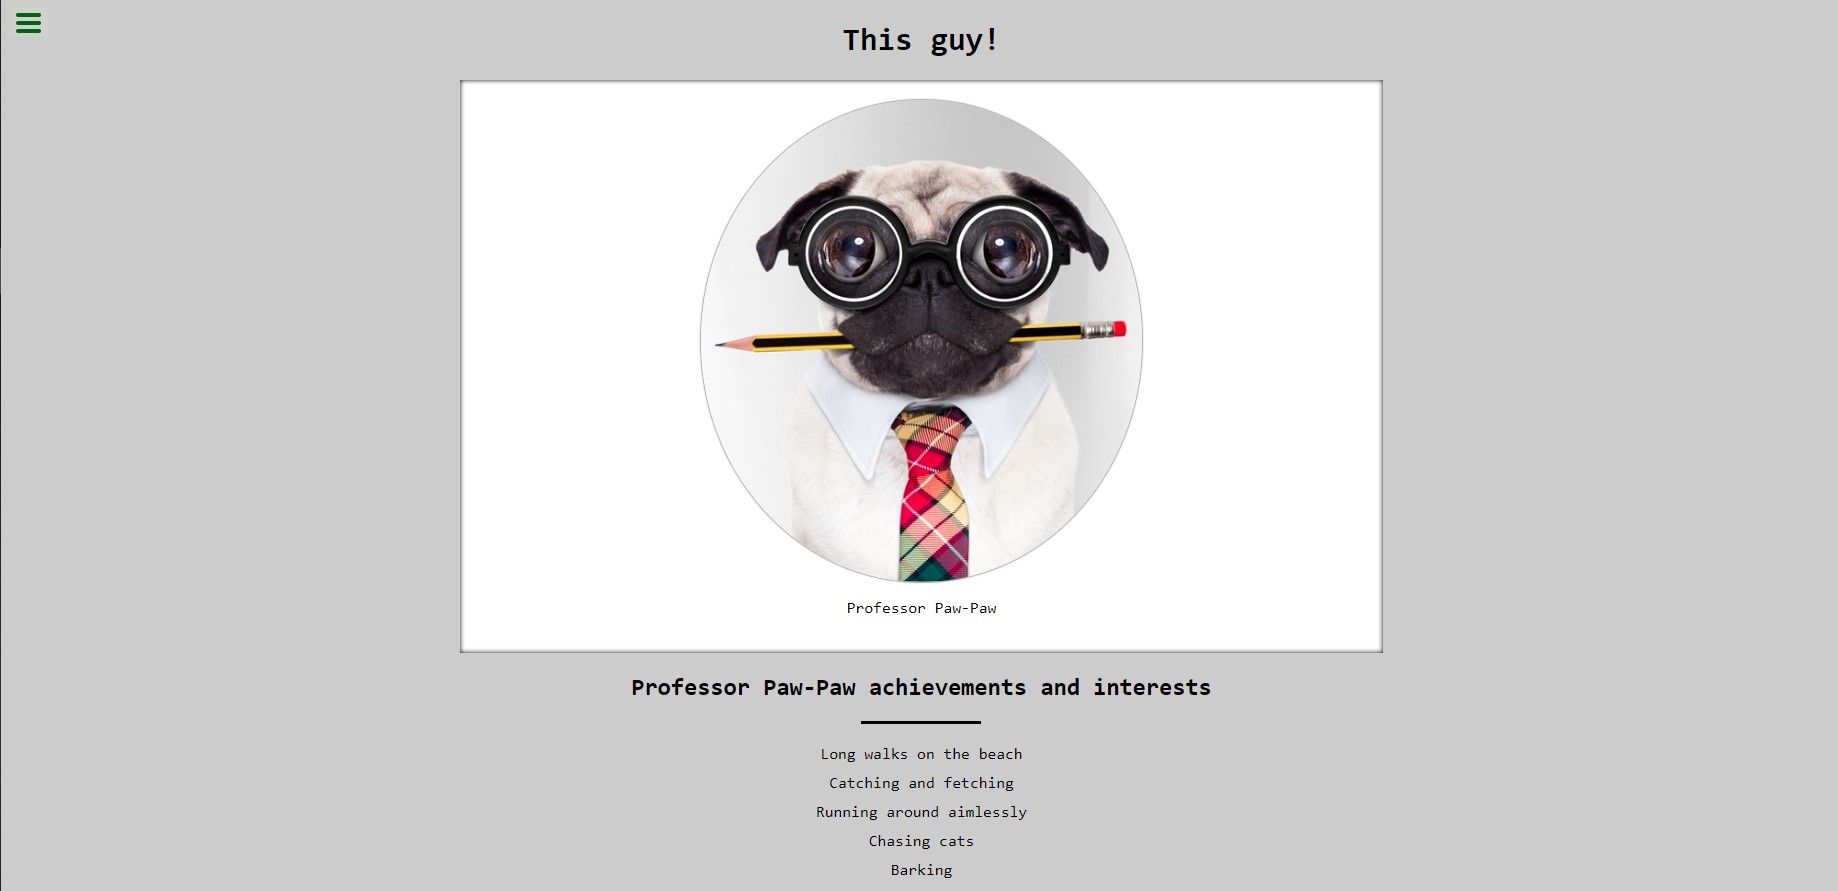 This guy!
Professor Paw-Paw
Professor Paw-Paw achievements and interests
Long walks on the beach
Catching and fetching
Running around aimlessly
Chasing cats
Barking